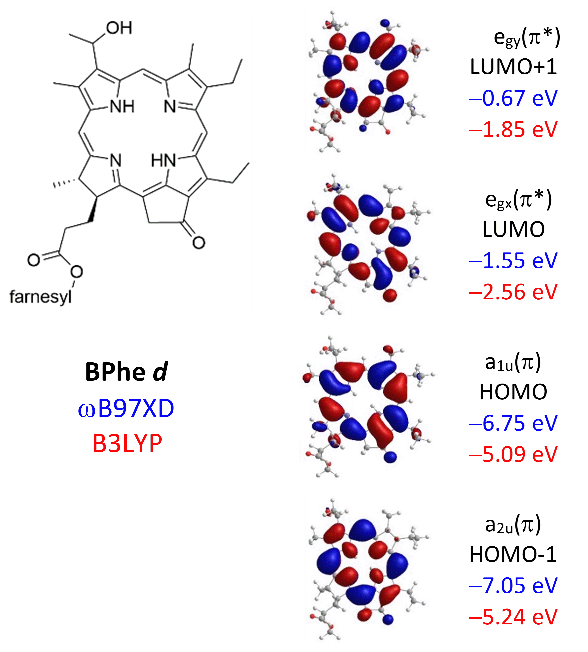 OH
NH
N
N
HN
O
O
O
farnesyl
BPhe d
ωB97XD
B3LYP
e_gy(π*)
LUMO+1
−0.67 eV
−1.85 eV
e_gx(π*)
LUMO
−1.55 eV
−2.56 eV
a_1u(π)
HOMO
−6.75 eV
−5.09 eV
a_2u(π)
HOMO-1
−7.05 eV
−5.24 eV